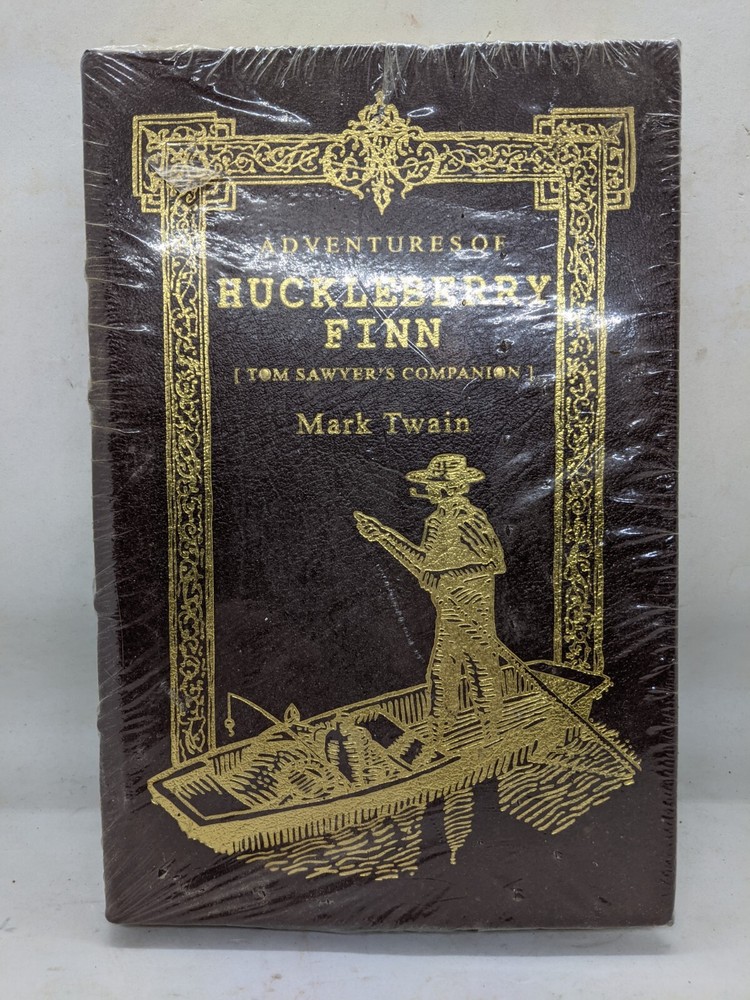 ADVENTURES OF
HUCKLEBERRY
FINN
[ TOM SAWYER'S COMPANION ]
Mark Twain